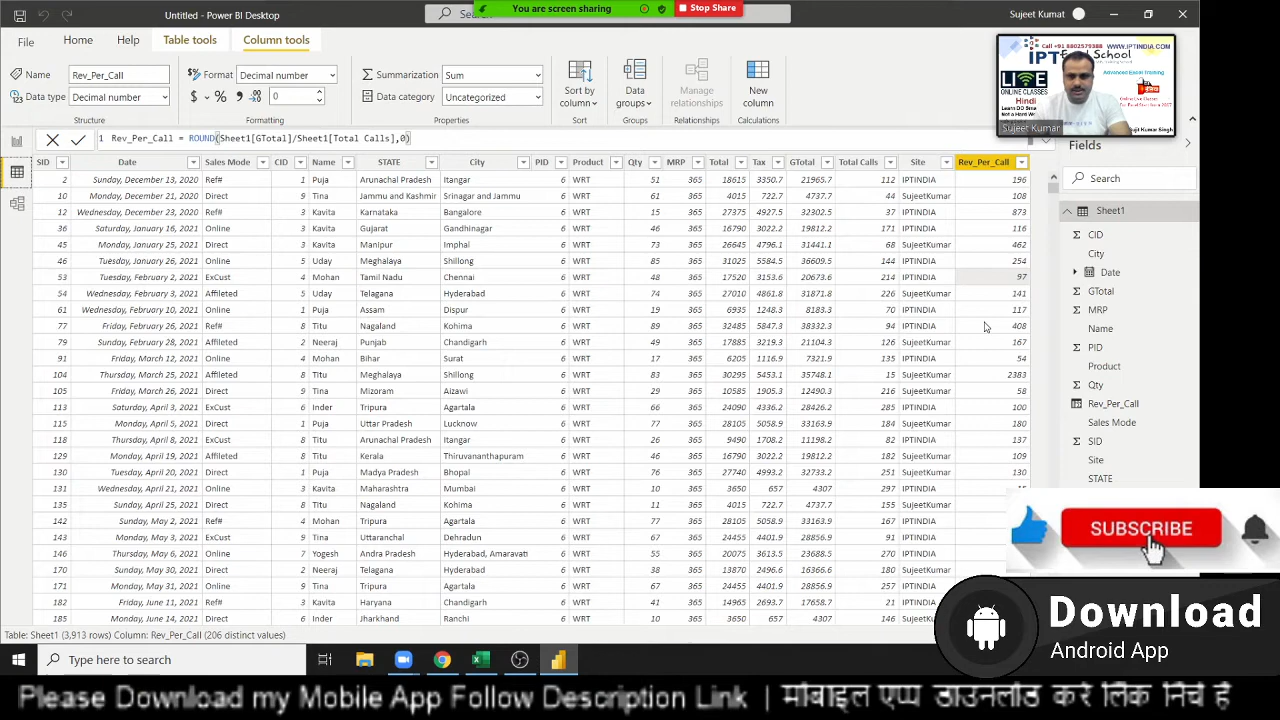 Untitled - Power BI Desktop
You are screen sharing
Stop Share
Sujeet Kumat
File Home Help Table tools Column tools
Name Rev_Per_Call
Data type Decimal number
Structure
Format Decimal number
$ % 0
Formatting
Summarization Sum
Data category Uncategorized
Properties
Sort by column
Sort
Data groups
Groups
Manage relationships
Relationships
New column
Calculations
Call +91 8802579388 WWW.IPTINDIA.COM
Advanced Excel Training
LIVE
ONLINE CLASSES
Hindi
Sujeet Kumar
1 Rev_Per_Call = ROUND(Sheet1[GTotal]/Sheet1[Total Calls],0)
SID Date Sales Mode CID Name STATE City PID Product Qty MRP Total Tax GTotal Total Calls Site Rev_Per_Call
2 Sunday, December 13, 2020 Ref# 1 Puja Arunachal Pradesh Itangar 6 WRT 51 365 18615 3350.7 21965.7 112 IPTINDIA 196
10 Monday, December 21, 2020 Direct 9 Tina Jammu and Kashmir Srinagar and Jammu 6 WRT 11 365 4015 722.7 4737.7 44 SujeetKumar 108
12 Wednesday, December 23, 2020 Ref# 3 Kavita Karnataka Bangalore 6 WRT 15 365 27375 4927.5 32302.5 37 IPTINDIA 873
36 Saturday, January 16, 2021 Online 3 Kavita Gujarat Gandhinagar 6 WRT 46 365 16790 3022.2 19812.2 171 IPTINDIA 116
45 Monday, January 25, 2021 Direct 3 Kavita Manipur Imphal 6 WRT 73 365 26645 4796.1 31441.1 68 SujeetKumar 462
46 Tuesday, January 26, 2021 Online 5 Uday Meghalaya Shillong 6 WRT 85 365 31025 5584.5 36609.5 144 IPTINDIA 254
53 Tuesday, February 2, 2021 ExCust 4 Mohan Tamil Nadu Chennai 6 WRT 48 365 17520 3153.6 20673.6 214 IPTINDIA 97
54 Wednesday, February 3, 2021 Affileted 5 Uday Telagana Hyderabad 6 WRT 74 365 27010 4861.8 31871.8 226 SujeetKumar 141
61 Wednesday, February 10, 2021 Online 1 Puja Assam Dispur 6 WRT 19 365 6935 1248.3 8183.3 70 IPTINDIA 117
77 Friday, February 26, 2021 Ref# 8 Titu Nagaland Kohima 6 WRT 89 365 32485 5847.3 38332.3 94 IPTINDIA 408
79 Sunday, February 28, 2021 Affileted 2 Neeraj Punjab Chandigarh 6 WRT 49 365 17885 3219.3 21104.3 126 SujeetKumar 167
91 Friday, March 12, 2021 Online 4 Mohan Bihar Surat 6 WRT 17 365 6205 1116.9 7321.9 135 IPTINDIA 54
104 Thursday, March 25, 2021 Affileted 8 Titu Meghalaya Shillong 6 WRT 83 365 30295 5453.1 35748.1 15 SujeetKumar 2383
105 Friday, March 26, 2021 Direct 9 Tina Mizoram Aizawi 6 WRT 29 365 10585 1905.3 12490.3 216 SujeetKumar 58
113 Saturday, April 3, 2021 ExCust 6 Inder Tripura Agartala 6 WRT 66 365 24090 4336.2 28426.2 285 IPTINDIA 100
115 Monday, April 5, 2021 Direct 1 Puja Uttar Pradesh Lucknow 6 WRT 77 365 28105 5058.9 33163.9 184 SujeetKumar 180
118 Thursday, April 8, 2021 ExCust 8 Titu Arunachal Pradesh Itangar 6 WRT 26 365 9490 1708.2 11198.2 82 IPTINDIA 137
129 Monday, April 19, 2021 Affileted 8 Titu Kerala Thiruvananthapuram 6 WRT 46 365 16790 3022.2 19812.2 182 IPTINDIA 109
130 Tuesday, April 20, 2021 Direct 1 Puja Madya Pradesh Bhopal 6 WRT 76 365 27740 4993.2 32733.2 251 SujeetKumar 130
131 Wednesday, April 21, 2021 Online 3 Kavita Maharashtra Mumbai 6 WRT 10 365 3650 657 4307 297 IPTINDIA
135 Sunday, April 25, 2021 Direct 8 Titu Nagaland Kohima 6 WRT 11 365 4015 722.7 4737.7 155 SujeetKumar
142 Sunday, May 2, 2021 Ref# 4 Mohan Tripura Agartala 6 WRT 77 365 28105 5058.9 33163.9 167 SujeetKumar
143 Monday, May 3, 2021 ExCust 9 Tina Uttaranchal Dehradun 6 WRT 67 365 24455 4401.9 28856.9 91 IPTINDIA
146 Thursday, May 6, 2021 Online 7 Yogesh Andra Pradesh Hyderabad, Amaravati 6 WRT 55 365 20075 3613.5 23688.5 270 IPTINDIA
170 Sunday, May 30, 2021 Direct 2 Neeraj Telagana Hyderabad 6 WRT 38 365 13870 2496.6 16366.6 180 SujeetKumar
171 Monday, May 31, 2021 Online 9 Tina Tripura Agartala 6 WRT 67 365 24455 4401.9 28856.9 257 IPTINDIA
182 Friday, June 11, 2021 Ref# 3 Kavita Haryana Chandigarh 6 WRT 41 365 14965 2693.7 17658.7 21 IPTINDIA
185 Monday, June 14, 2021 Direct 6 Inder Jharkhand Ranchi 6 WRT 10 365 3650 657 4307 146 SujeetKumar
Fields
Search
Sheet1
CID
City
Date
GTotal
MRP
Name
PID
Product
Qty
Rev_Per_Call
Sales Mode
SID
Site
STATE
SUBSCRIBE
Download
Android App
Table: Sheet1 (3,913 rows) Column: Rev_Per_Call (206 distinct values)
Type here to search
Please Download my Mobile App Follow Description Link | मोबाइल एप्प डाउनलोड करे लिंक निचे हे